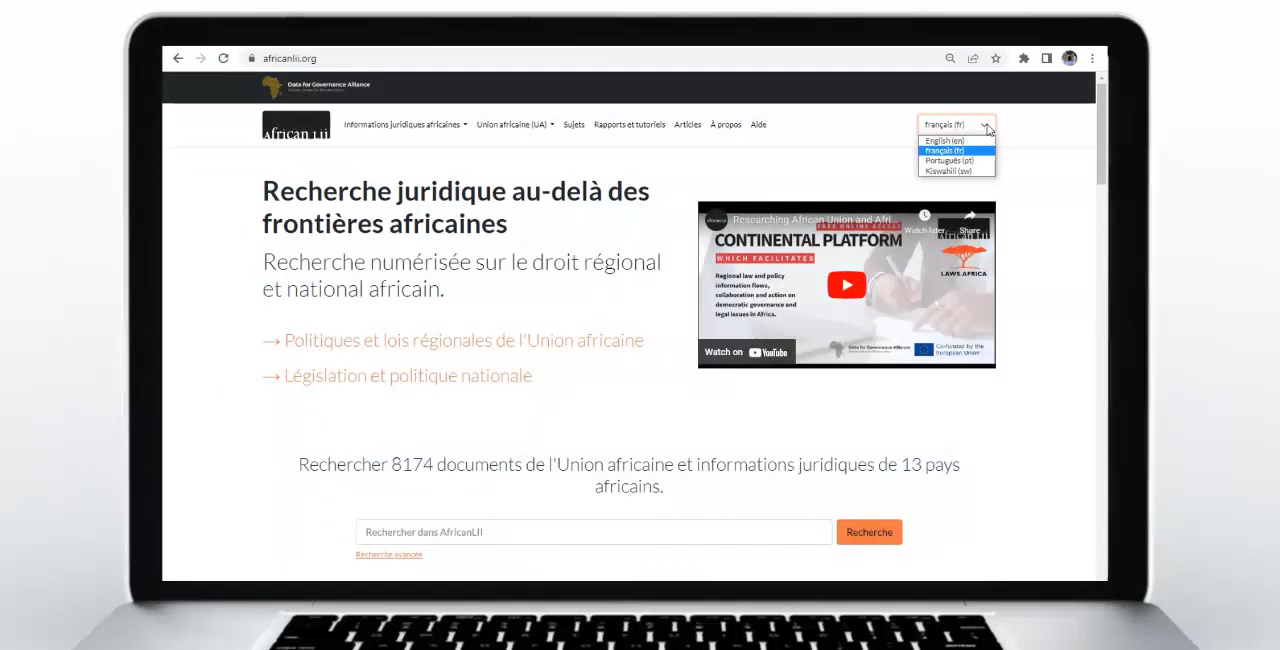 africanlii.org
Data for Governance Alliance
African LII
Informations juridiques africaines
Union africaine (UA)
Sujets
Rapports et tutoriels
Articles
À propos
Aide
français (fr)
English (en)
français (fr)
Português (pt)
Kiswahili (sw)
Recherche juridique au-delà des
frontières africaines
Recherche numérisée sur le droit régional
et national africain.
→ Politiques et lois régionales de l'Union africaine
→ Législation et politique nationale
Researching African Union and Afri...
Watch later
Share
FREE ONLINE ACCESS
CONTINENTAL PLATFORM
WHICH FACILITATES
Regional law and policy
information flows,
collaboration and action on
democratic governance and
legal issues in Africa.
African LII
LAWS.AFRICA
Watch on YouTube
Data for Governance Alliance
Co-funded by the
European Union
Rechercher 8174 documents de l'Union africaine et informations juridiques de 13 pays
africains.
Rechercher dans AfricanLII
Recherche
Recherche avancée